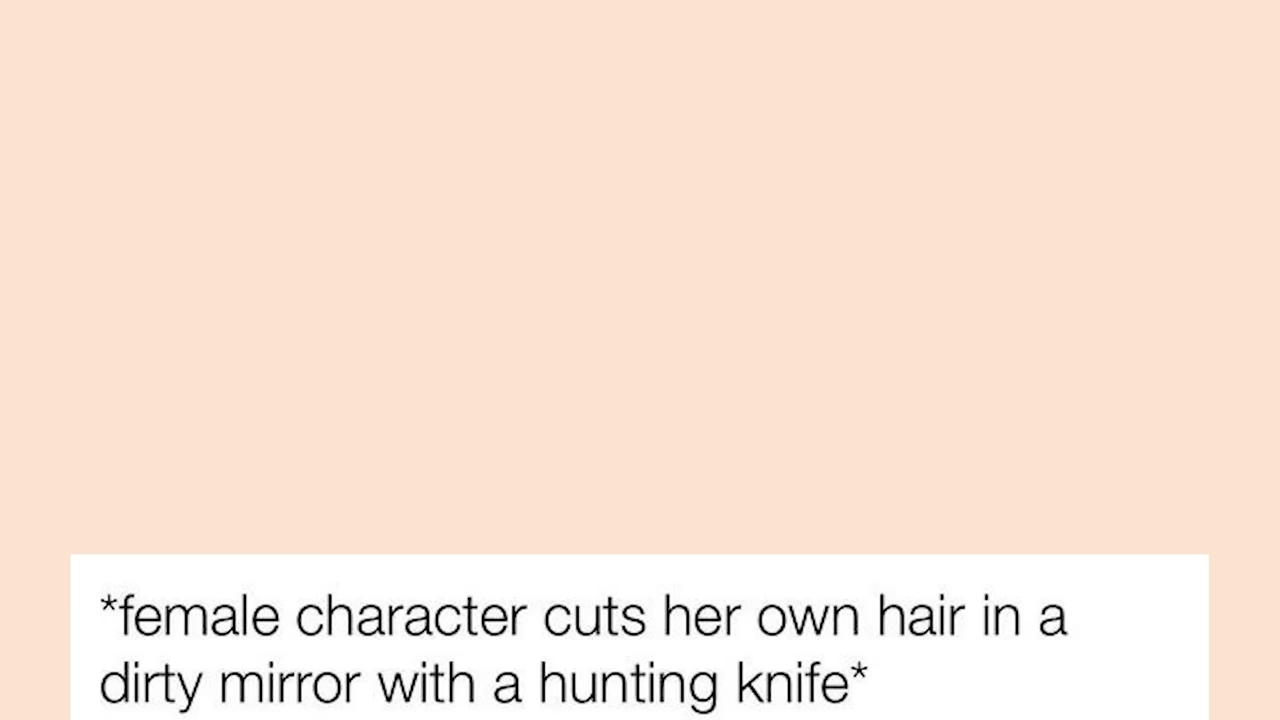 *female character cuts her own hair in a
dirty mirror with a hunting knife*